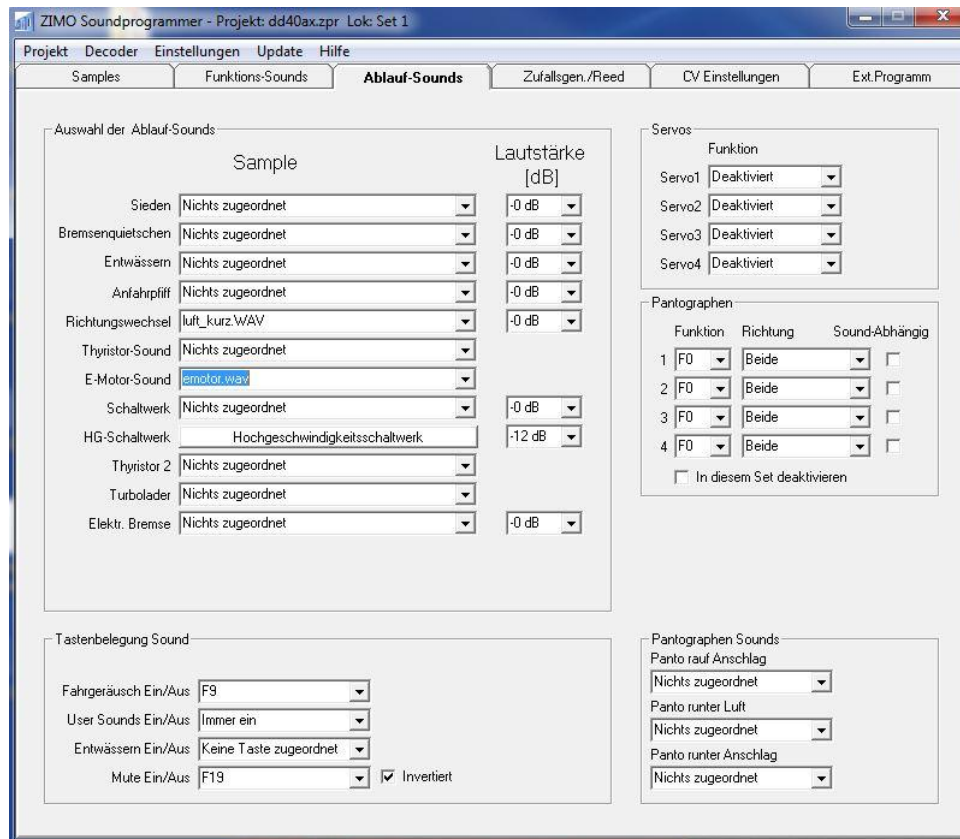 ZIMO Soundprogrammer - Projekt: dd40ax.zpr Lok: Set 1
Projekt Decoder Einstellungen Update Hilfe
Samples Funktions-Sounds Ablauf-Sounds Zufallsgen./Reed CV Einstellungen Ext.Programm
Auswahl der Ablauf-Sounds
Sample
Lautstärke
[dB]
Sieden Nichts zugeordnet -0 dB
Bremsenquietschen Nichts zugeordnet -0 dB
Entwässern Nichts zugeordnet -0 dB
Anfahrpfiff Nichts zugeordnet -0 dB
Richtungswechsel luft_kurz.WAV -0 dB
Thyristor-Sound Nichts zugeordnet
E-Motor-Sound emotor.wav
Schaltwerk Nichts zugeordnet -0 dB
HG-Schaltwerk Hochgeschwindigkeitsschaltwerk -12 dB
Thyristor 2 Nichts zugeordnet
Turbolader Nichts zugeordnet
Elektr. Bremse Nichts zugeordnet -0 dB
Servos
Funktion
Servo1 Deaktiviert
Servo2 Deaktiviert
Servo3 Deaktiviert
Servo4 Deaktiviert
Pantographen
Funktion Richtung Sound-Abhängig
1 F0 Beide
2 F0 Beide
3 F0 Beide
4 F0 Beide
In diesem Set deaktivieren
Tastenbelegung Sound
Fahrgeräusch Ein/Aus F9
User Sounds Ein/Aus Immer ein
Entwässern Ein/Aus Keine Taste zugeordnet
Mute Ein/Aus F19 Invertiert
Pantographen Sounds
Panto rauf Anschlag
Nichts zugeordnet
Panto runter Luft
Nichts zugeordnet
Panto runter Anschlag
Nichts zugeordnet